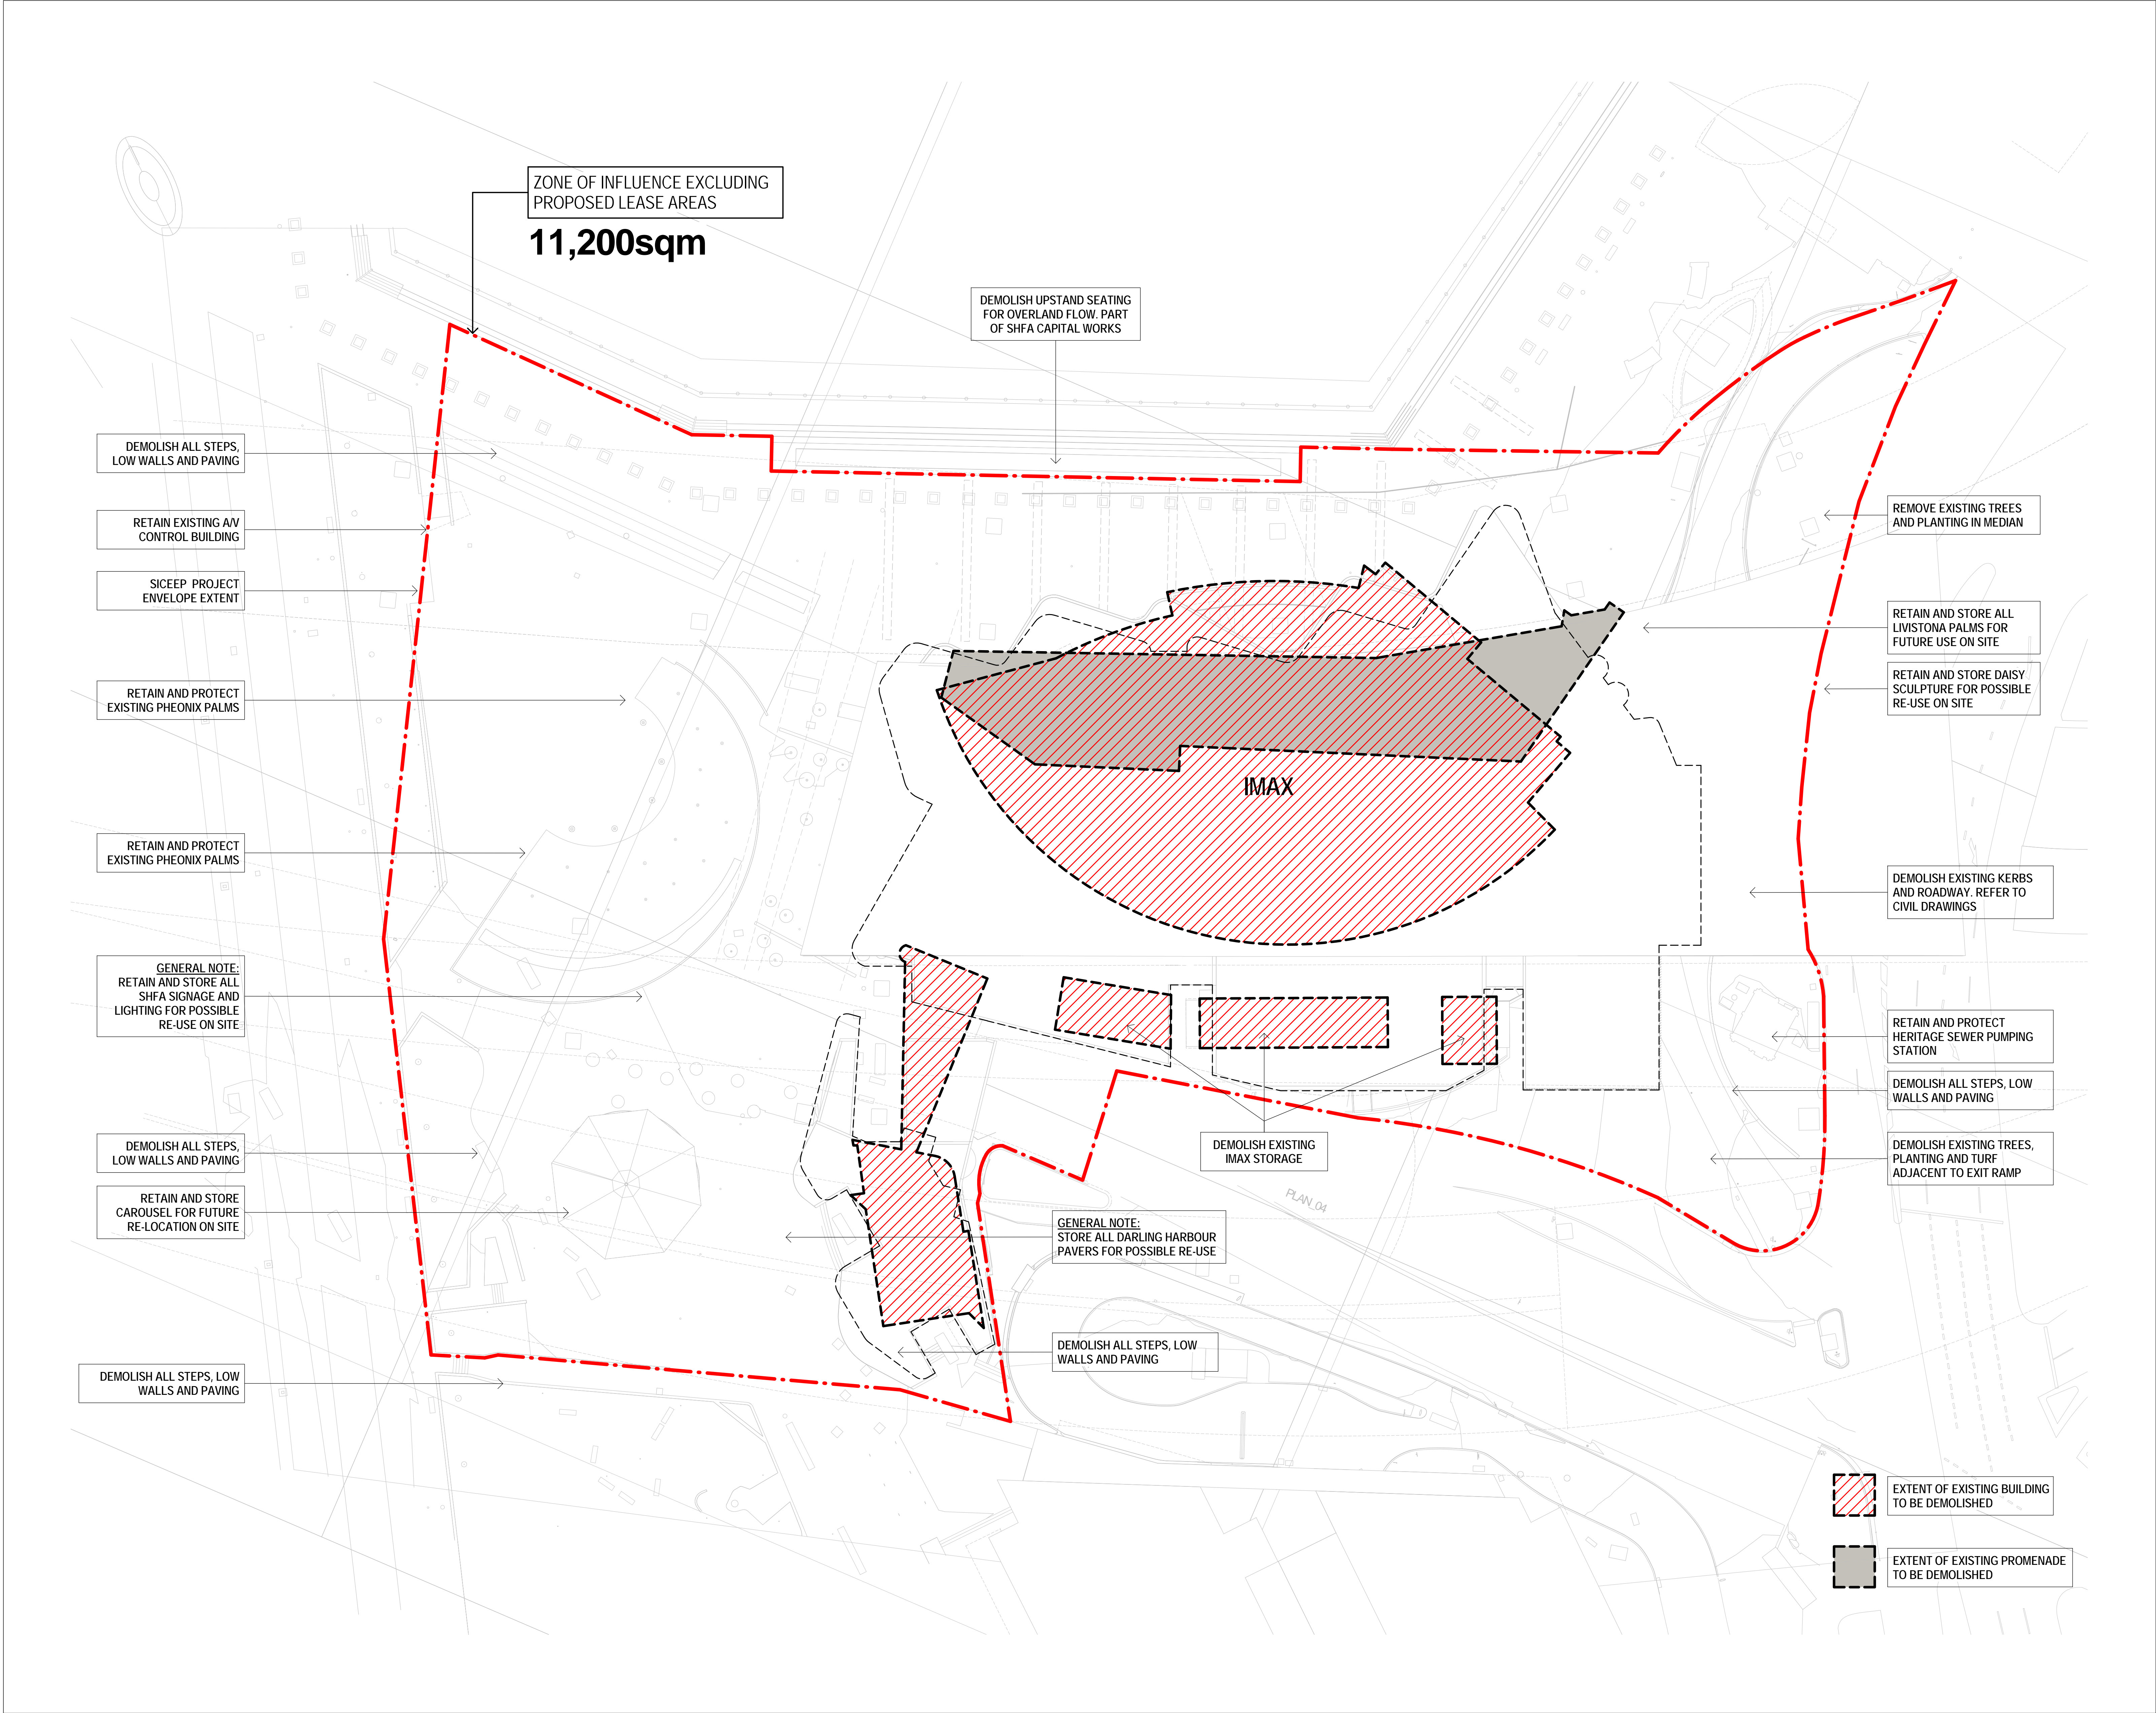 ZONE OF INFLUENCE EXCLUDING
PROPOSED LEASE AREAS
11,200sqm
DEMOLISH UPSTAND SEATING
FOR OVERLAND FLOW. PART
OF SHFA CAPITAL WORKS
DEMOLISH ALL STEPS,
LOW WALLS AND PAVING
RETAIN EXISTING A/V
CONTROL BUILDING
SICEEP PROJECT
ENVELOPE EXTENT
RETAIN AND PROTECT
EXISTING PHEONIX PALMS
RETAIN AND PROTECT
EXISTING PHEONIX PALMS
GENERAL NOTE:
RETAIN AND STORE ALL
SHFA SIGNAGE AND
LIGHTING FOR POSSIBLE
RE-USE ON SITE
DEMOLISH ALL STEPS,
LOW WALLS AND PAVING
RETAIN AND STORE
CAROUSEL FOR FUTURE
RE-LOCATION ON SITE
DEMOLISH ALL STEPS, LOW
WALLS AND PAVING
IMAX
DEMOLISH EXISTING
IMAX STORAGE
PLAN_04
GENERAL NOTE:
STORE ALL DARLING HARBOUR
PAVERS FOR POSSIBLE RE-USE
DEMOLISH ALL STEPS, LOW
WALLS AND PAVING
REMOVE EXISTING TREES
AND PLANTING IN MEDIAN
RETAIN AND STORE ALL
LIVISTONA PALMS FOR
FUTURE USE ON SITE
RETAIN AND STORE DAISY
SCULPTURE FOR POSSIBLE
RE-USE ON SITE
DEMOLISH EXISTING KERBS
AND ROADWAY. REFER TO
CIVIL DRAWINGS
RETAIN AND PROTECT
HERITAGE SEWER PUMPING
STATION
DEMOLISH ALL STEPS, LOW
WALLS AND PAVING
DEMOLISH EXISTING TREES,
PLANTING AND TURF
ADJACENT TO EXIT RAMP
EXTENT OF EXISTING BUILDING
TO BE DEMOLISHED
EXTENT OF EXISTING PROMENADE
TO BE DEMOLISHED